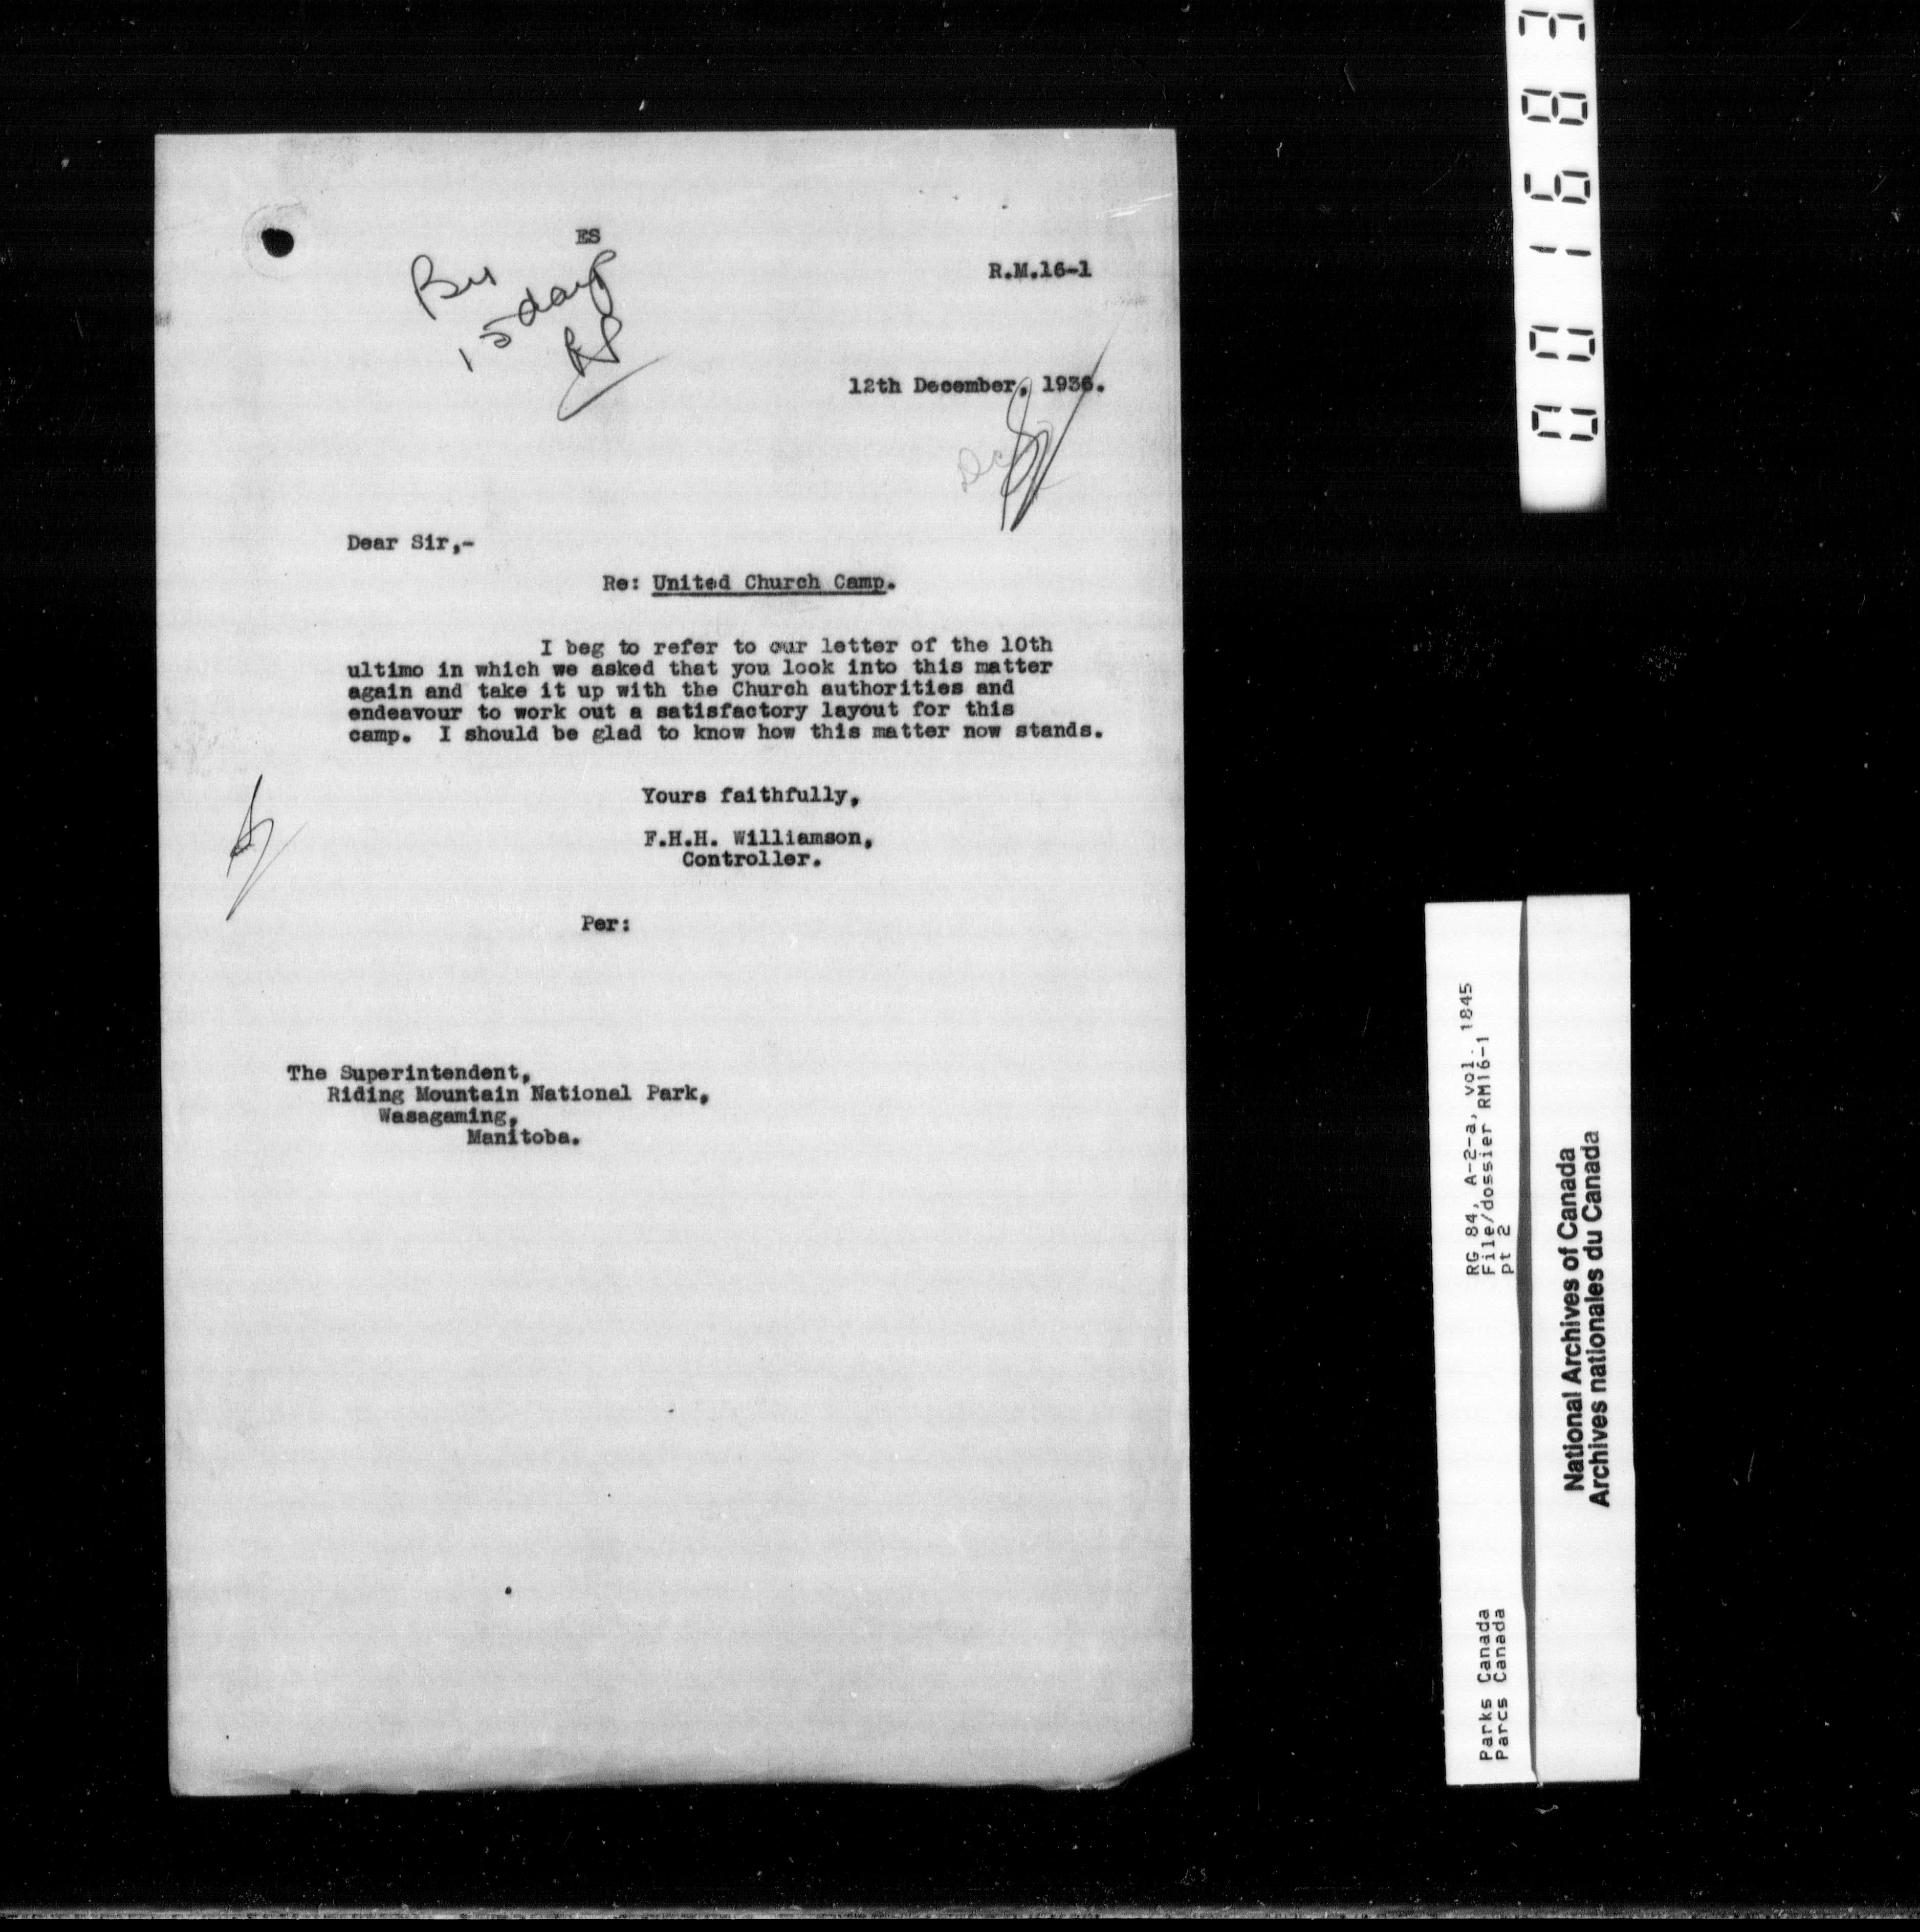 ES
R.M.16-1
15 days
12th December, 1936.
Dear Sir,-
Re: United Church Camp.
I beg to refer to our letter of the 10th
ultimo in which we asked that you look into this matter
again and take it up with the Church authorities and
endeavour to work out a satisfactory layout for this
camp. I should be glad to know how this matter now stands.
Yours faithfully,
F.H.H. Williamson,
Controller.
Per:
The Superintendent,
Riding Mountain National Park,
Wasagaming,
Manitoba.
001683
RG 84, A-2-a, vol. 1845
File/dossier RM16-1
pt 2
Parks Canada
Parcs Canada
National Archives of Canada
Archives nationales du Canada